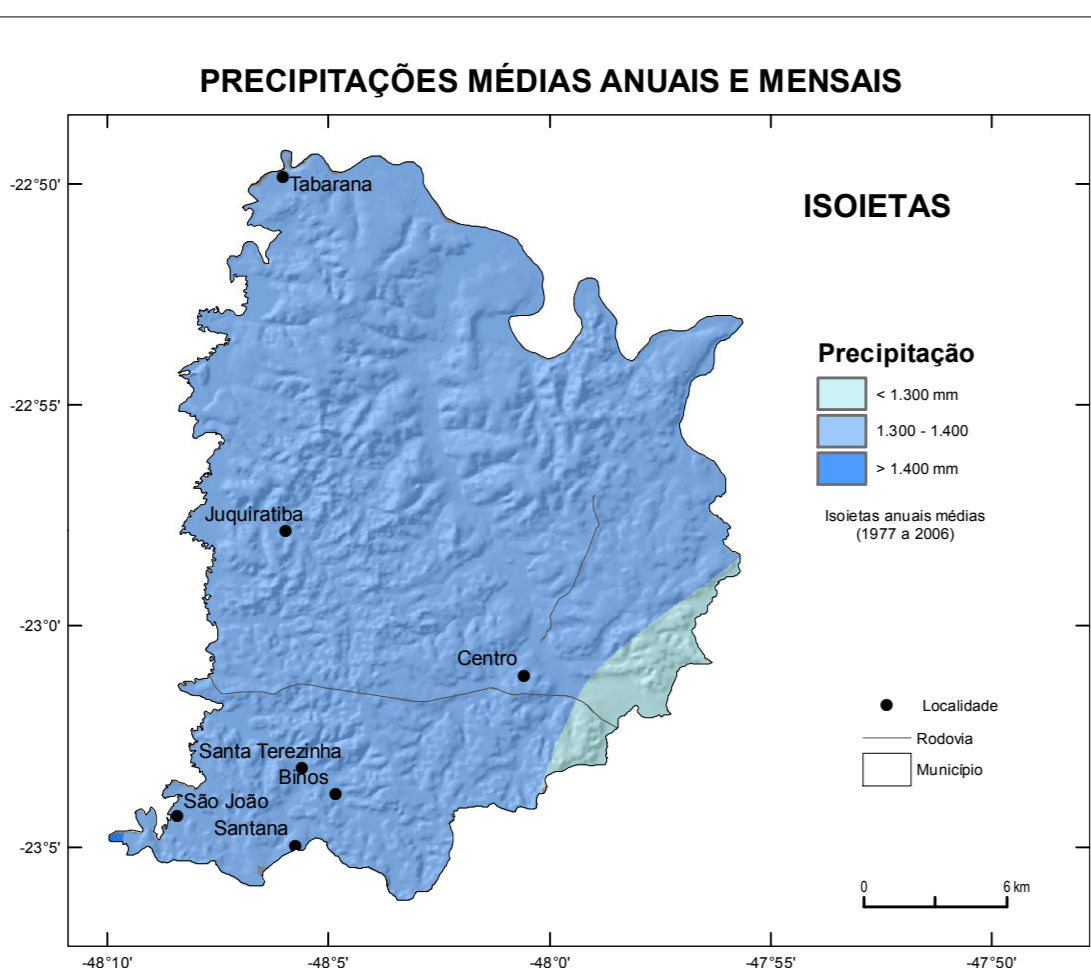 PRECIPITAÇÕES MÉDIAS ANUAIS E MENSAIS
ISOIETAS
-22°50'
-22°55'
-23°0'
-23°5'
Tabarana
Juquiratiba
Centro
Santa Terezinha
Binos
São João
Santana
Precipitação
< 1.300 mm
1.300 - 1.400
> 1.400 mm
Isoietas anuais médias
(1977 a 2006)
Localidade
Rodovia
Município
0 6 km
-48°10' -48°5' -48°0' -47°55' -47°50'